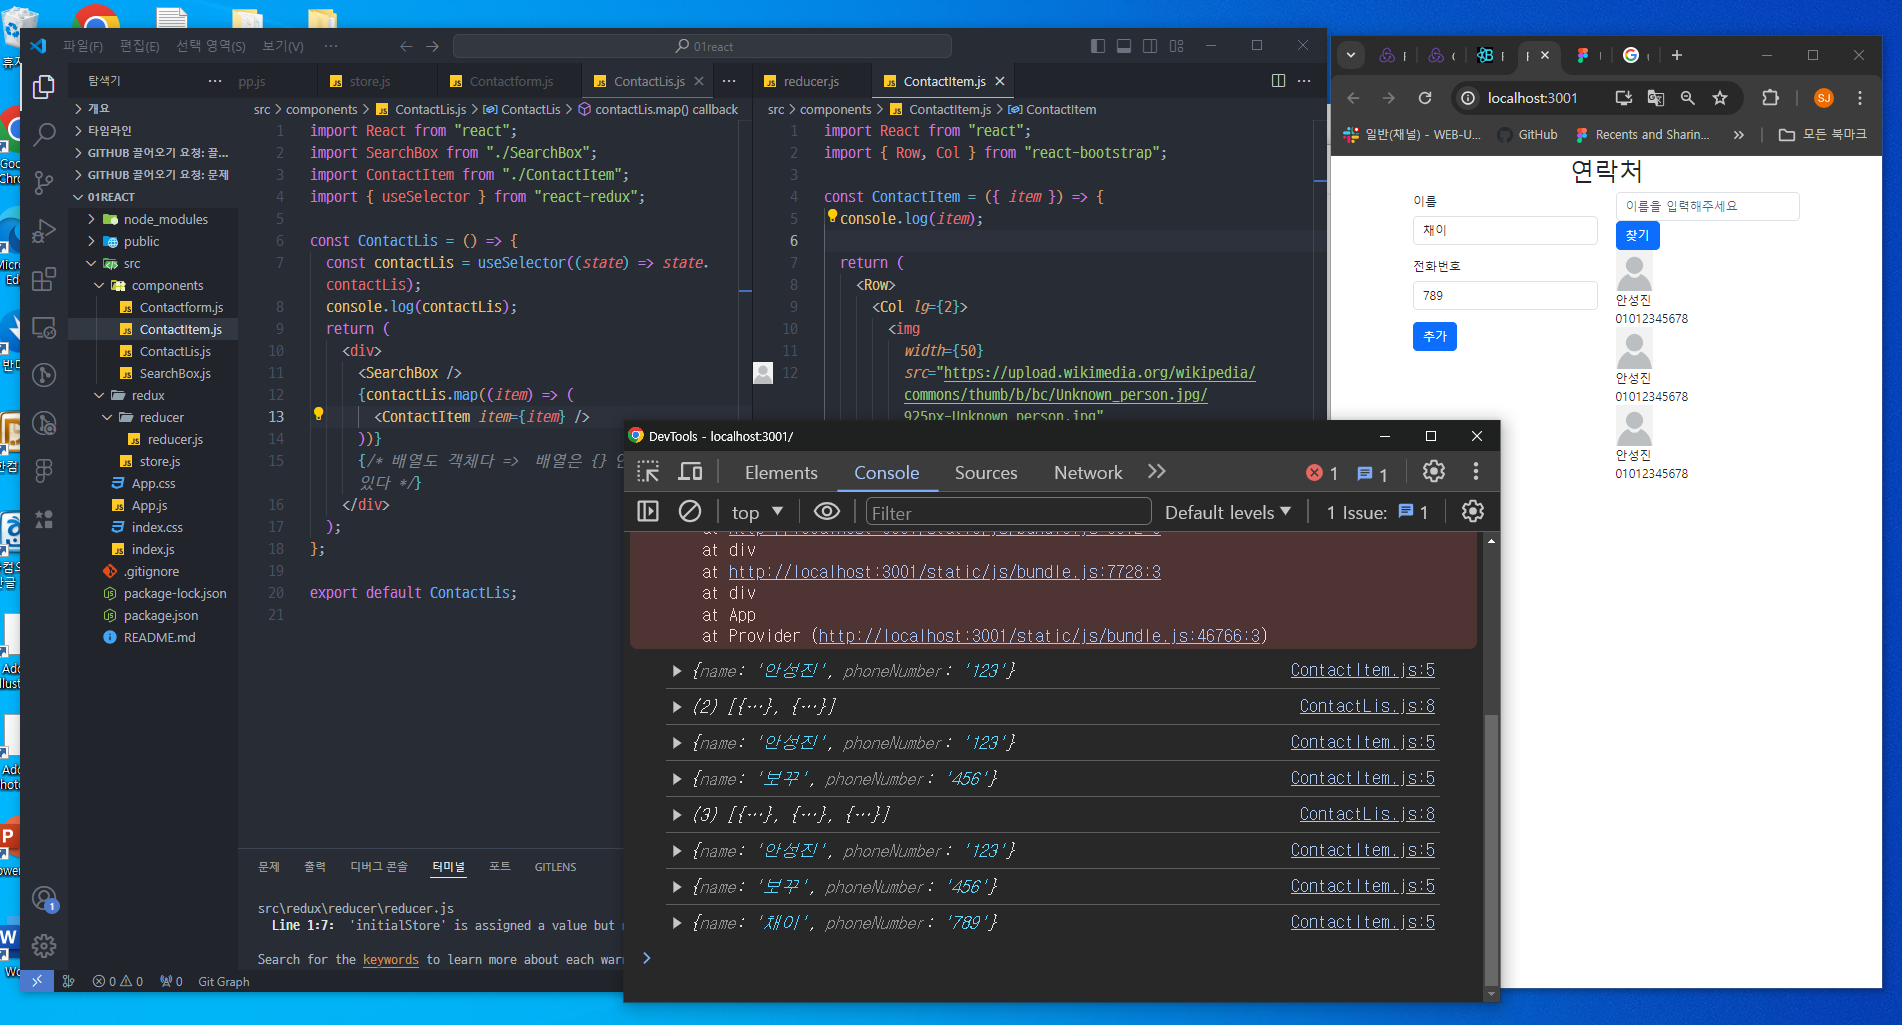 파일(F) 편집(E) 선택 영역(S) 보기(V) ··· 01react
탐색기
개요
타임라인
GITHUB 끌어오기 요청: 끌...
GITHUB 끌어오기 요청: 문제
01REACT
node_modules
public
src
components
Contactform.js
ContactItem.js
ContactLis.js
SearchBox.js
redux
reducer
reducer.js
store.js
App.css
App.js
index.css
index.js
.gitignore
package-lock.json
package.json
README.md
pp.js store.js Contactform.js ContactLis.js
src > components > ContactLis.js > ContactLis > contactLis.map() callback
1 import React from "react";
2 import SearchBox from "./SearchBox";
3 import ContactItem from "./ContactItem";
4 import { useSelector } from "react-redux";
5
6 const ContactLis = () => {
7 const contactLis = useSelector((state) => state.
contactLis);
8 console.log(contactLis);
9 return (
10 <div>
11 <SearchBox />
12 {contactLis.map((item) => (
13 <ContactItem item={item} />
14 ))}
15 {/* 배열도 객체다 => 배열은 {}
있다 */}
16 </div>
17 );
18 };
19
20 export default ContactLis;
21
reducer.js ContactItem.js
src > components > ContactItem.js > ContactItem
1 import React from "react";
2 import { Row, Col } from "react-bootstrap";
3
4 const ContactItem = ({ item }) => {
5 console.log(item);
6
7 return (
8 <Row>
9 <Col lg={2}>
10 <img
11 width={50}
12 src="https://upload.wikimedia.org/wikipedia/
commons/thumb/b/bc/Unknown_person.jpg/
925px-Unknown_person.jpg"
문제 출력 디버그 콘솔 터미널 포트 GITLENS
src\redux\reducer\reducer.js
Line 1:7: 'initialStore' is assigned a value but
Search for the keywords to learn more about each
0 0 0 Git Graph
DevTools - localhost:3001/
Elements Console Sources Network 1 1
top Filter Default levels 1 Issue: 1
at div
at http://localhost:3001/static/js/bundle.js:7728:3
at div
at App
at Provider (http://localhost:3001/static/js/bundle.js:46766:3)
{name: '안성진', phoneNumber: '123'} ContactItem.js:5
(2) [{…}, {…}] ContactLis.js:8
{name: '안성진', phoneNumber: '123'} ContactItem.js:5
{name: '보꾸', phoneNumber: '456'} ContactItem.js:5
(3) [{…}, {…}, {…}] ContactLis.js:8
{name: '안성진', phoneNumber: '123'} ContactItem.js:5
{name: '보꾸', phoneNumber: '456'} ContactItem.js:5
{name: '채이', phoneNumber: '789'} ContactItem.js:5
localhost:3001 SJ
일반(채널) - WEB-U... GitHub Recents and Sharin... 모든 북마크
연락처
이름
채이
전화번호
789
추가
이름을 입력해주세요
찾기
안성진
01012345678
안성진
01012345678
안성진
01012345678